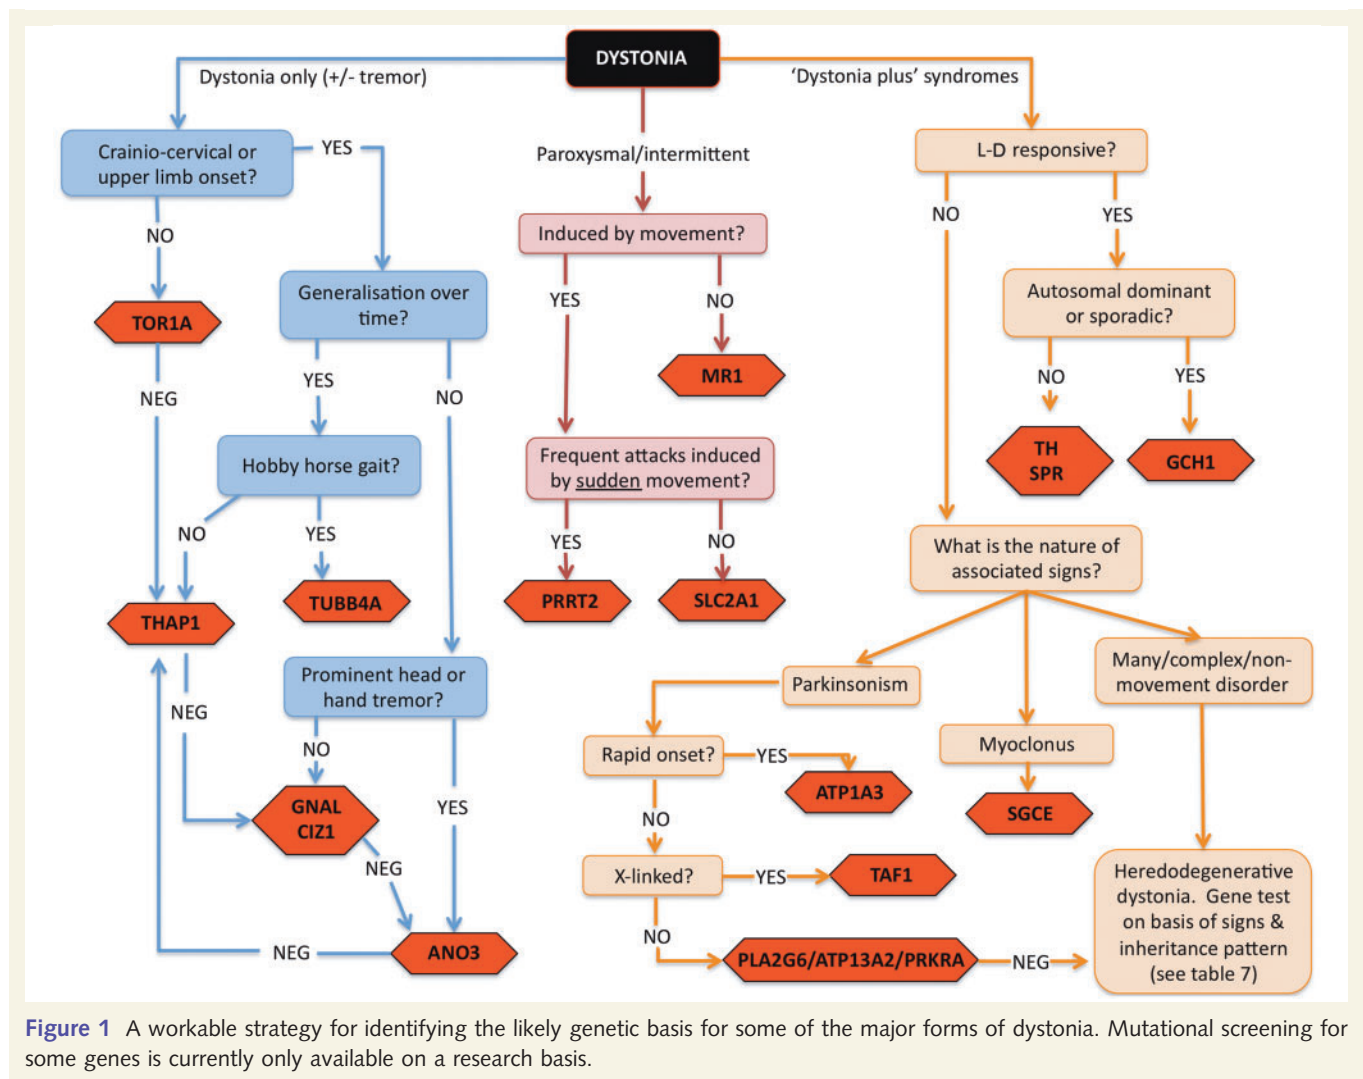 DYSTONIA
Dystonia only (+/- tremor)
'Dystonia plus' syndromes
Paroxysmal/intermittent
Crainio-cervical or
upper limb onset?
YES
NO
TOR1A
NEG
Generalisation over
time?
YES
NO
Hobby horse gait?
NO
YES
THAP1
TUBB4A
NEG
Prominent head or
hand tremor?
NO
YES
GNAL
CIZ1
NEG
ANO3
NEG
Induced by movement?
YES
NO
MR1
Frequent attacks induced
by sudden movement?
YES
NO
PRRT2
SLC2A1
L-D responsive?
NO
YES
Autosomal dominant
or sporadic?
NO
YES
TH
SPR
GCH1
What is the nature of
associated signs?
Parkinsonism
Many/complex/non-
movement disorder
Myoclonus
SGCE
Rapid onset?
YES
ATP1A3
NO
X-linked?
YES
TAF1
NO
PLA2G6/ATP13A2/PRKRA
NEG
Heredodegenerative
dystonia. Gene test
on basis of signs &
inheritance pattern
(see table 7)
Figure 1 A workable strategy for identifying the likely genetic basis for some of the major forms of dystonia. Mutational screening for
some genes is currently only available on a research basis.